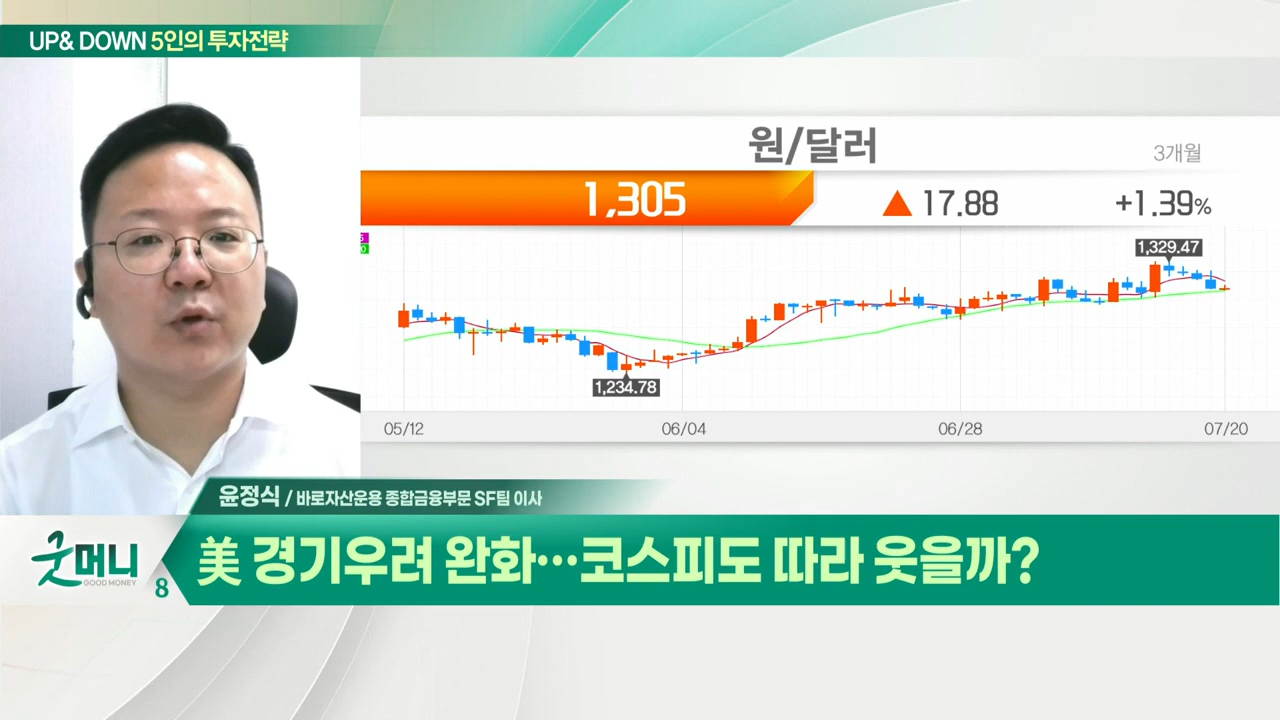 UP& DOWN 5인의 투자전략
원/달러
3개월
1,305
▲ 17.88
+1.39%
1,329.47
1,234.78
05/12
06/04
06/28
07/20
윤정식 / 바로자산운용 종합금융부문 SF팀 이사
굿머니
GOOD MONEY
8
美 경기우려 완화…코스피도 따라 웃을까?